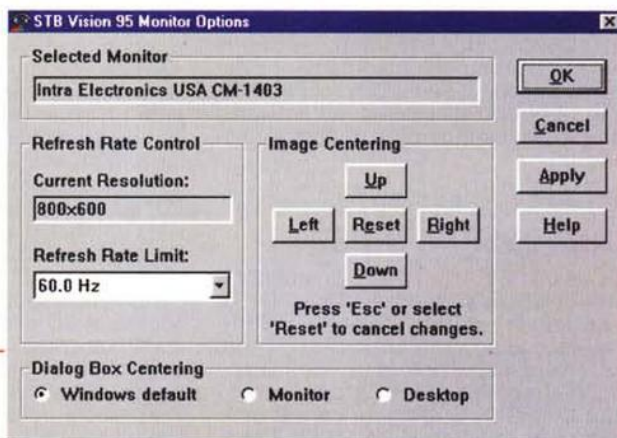 STB Vision 95 Monitor Options
Selected Monitor
Intra Electronics USA CM-1403
OK
Cancel
Apply
Help
Refresh Rate Control
Current Resolution:
800x600
Refresh Rate Limit:
60.0 Hz
Image Centering
Up
Left Reset Right
Down
Press 'Esc' or select
'Reset' to cancel changes.
Dialog Box Centering
Windows default Monitor Desktop